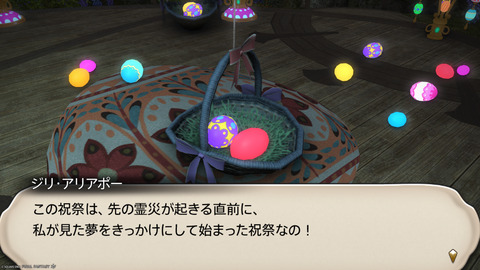 ジリ・アリアポー
この祝祭は、先の霊災が起きる直前に、
私が見た夢をきっかけにして始まった祝祭なの！